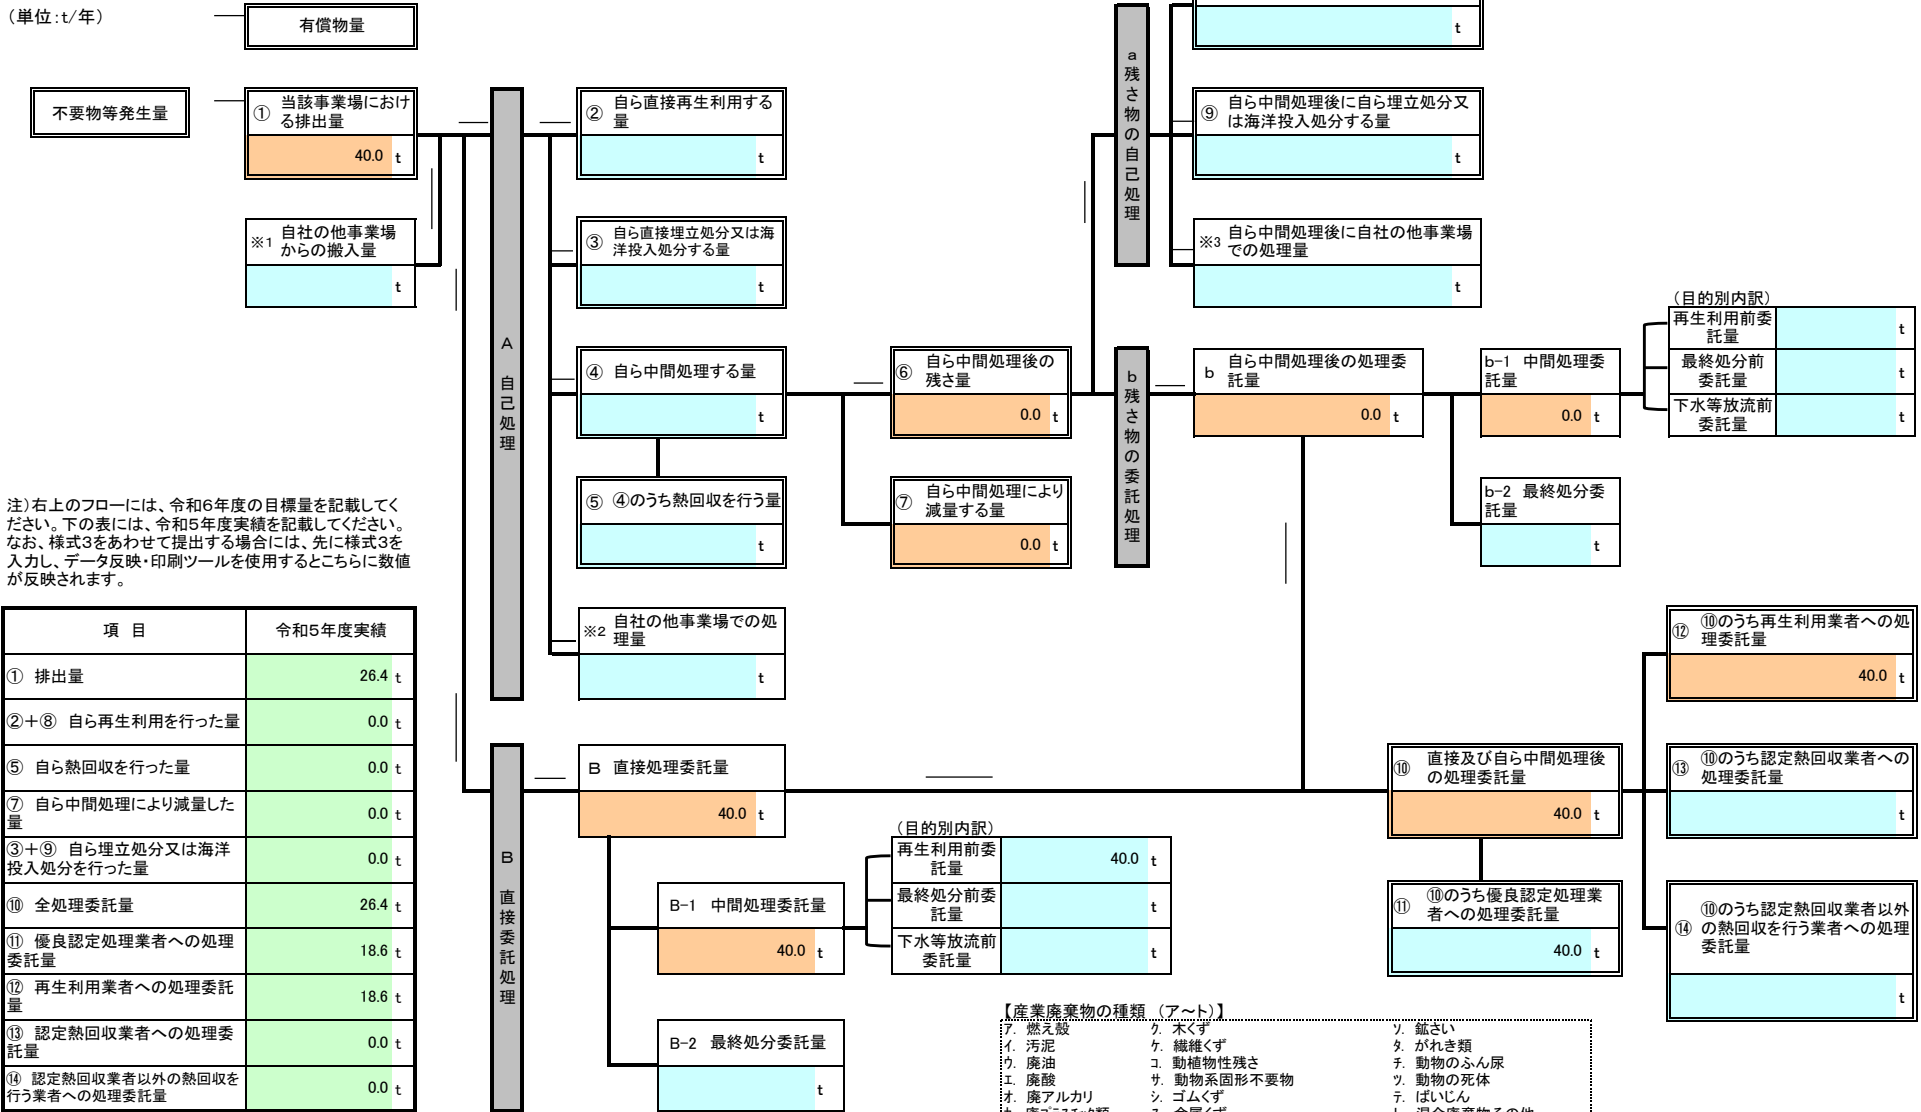 （単位：t/年）
有償物量
t
不要物等発生量
① 当該事業場におけ
る排出量
40.0 t
② 自ら直接再生利用する
量
t
a 残さ物の自己処理
⑨ 自ら中間処理後に自ら埋立処分又
は海洋投入処分する量
t
※1 自社の他事業場
からの搬入量
t
③ 自ら直接埋立処分又は海
洋投入処分する量
t
※3 自ら中間処理後に自社の他事業場
での処理量
t
A 自己処理
④ 自ら中間処理する量
t
⑥ 自ら中間処理後の
残さ量
0.0 t
b 残さ物の委託処理
b 自ら中間処理後の処理委
託量
0.0 t
b-1 中間処理委
託量
0.0 t
（目的別内訳）
再生利用前委
託量
t
最終処分前
委託量
t
下水等放流前
委託量
t
⑤ ④のうち熱回収を行う量
t
⑦ 自ら中間処理により
減量する量
0.0 t
b-2 最終処分委
託量
t
注）右上のフローには、令和６年度の目標量を記載してく
ださい。下の表には、令和５年度実績を記載してください。
なお、様式３をあわせて提出する場合には、先に様式３を
入力し、データ反映・印刷ツールを使用するとこちらに数値
が反映されます。
※2 自社の他事業場での処
理量
t
項 目 令和５年度実績
① 排出量 26.4 t
②＋⑧ 自ら再生利用を行った量 0.0 t
⑤ 自ら熱回収を行った量 0.0 t
⑦ 自ら中間処理により減量した
量
0.0 t
③＋⑨ 自ら埋立処分又は海洋
投入処分を行った量
0.0 t
⑩ 全処理委託量 26.4 t
⑪ 優良認定処理業者への処理
委託量
18.6 t
⑫ 再生利用業者への処理委託
量
18.6 t
⑬ 認定熱回収業者への処理委
託量
0.0 t
⑭ 認定熱回収業者以外の熱回収を
行う業者への処理委託量
0.0 t
B 直接委託処理
B 直接処理委託量
40.0 t
B-1 中間処理委託量
40.0 t
（目的別内訳）
再生利用前委
託量
40.0 t
最終処分前委
託量
t
下水等放流前
委託量
t
B-2 最終処分委託量
t
⑩ 直接及び自ら中間処理後
の処理委託量
40.0 t
⑪ ⑩のうち優良認定処理業
者への処理委託量
40.0 t
⑫ ⑩のうち再生利用業者への処
理委託量
40.0 t
⑬ ⑩のうち認定熱回収業者への
処理委託量
t
⑭ ⑩のうち認定熱回収業者以外
の熱回収を行う業者への処理
委託量
t
【産業廃棄物の種類 （ア～ト）】
ア. 燃え殻 ク. 木くず ソ. 鉱さい
イ. 汚泥 ケ. 繊維くず タ. がれき類
ウ. 廃油 コ. 動植物性残さ チ. 動物のふん尿
エ. 廃酸 サ. 動物系固形不要物 ツ. 動物の死体
オ. 廃アルカリ シ. ゴムくず テ. ばいじん